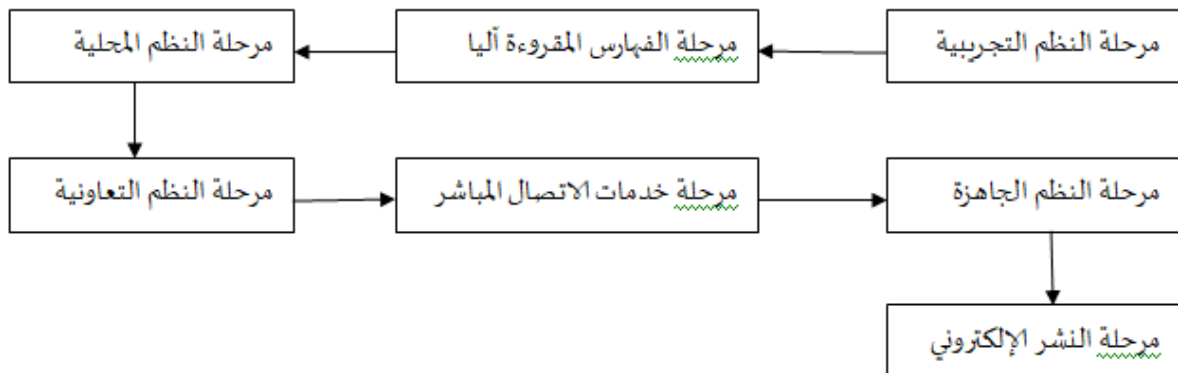 مرحلة النظم التجريبية
مرحلة الفهارس المقروءة آليا
مرحلة النظم المحلية
مرحلة النظم التعاونية
مرحلة خدمات الاتصال المباشر
مرحلة النظم الجاهزة
مرحلة النشر الإلكتروني